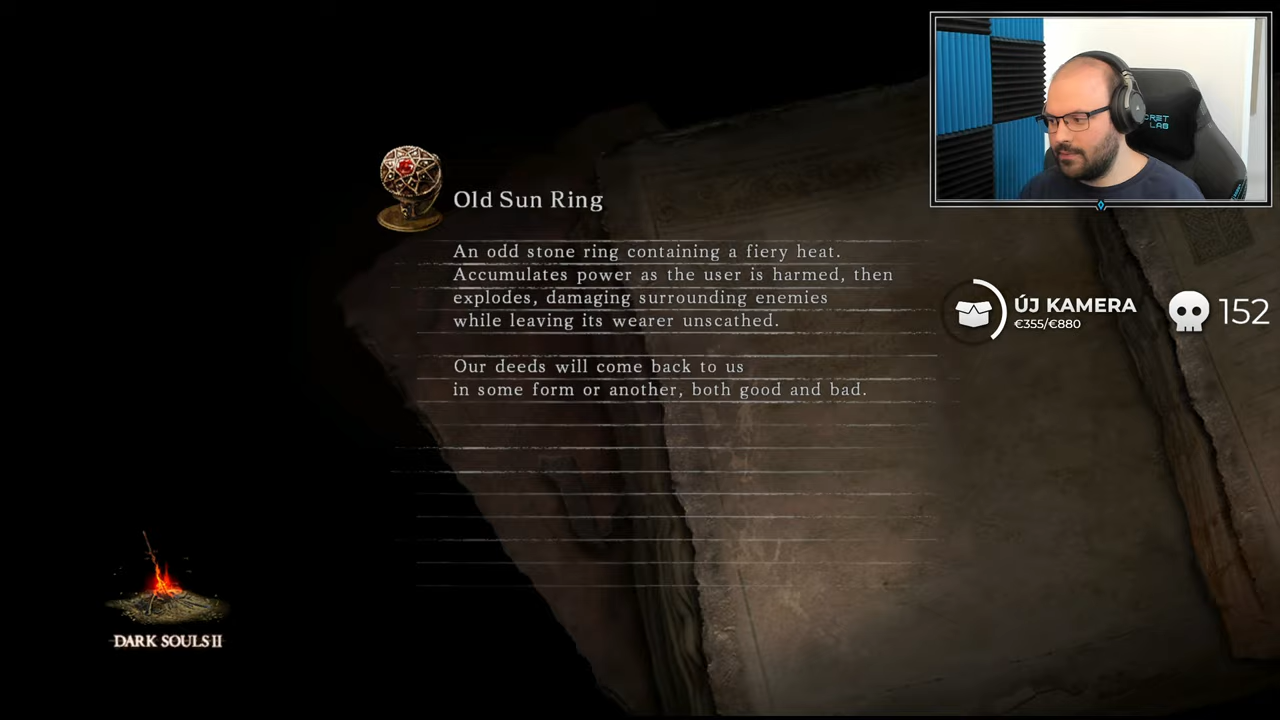 Old Sun Ring
An odd stone ring containing a fiery heat.
Accumulates power as the user is harmed, then
explodes, damaging surrounding enemies
while leaving its wearer unscathed.
Our deeds will come back to us
in some form or another, both good and bad.
ÚJ KAMERA
€355/€880
152
DARK SOULS II
LAB